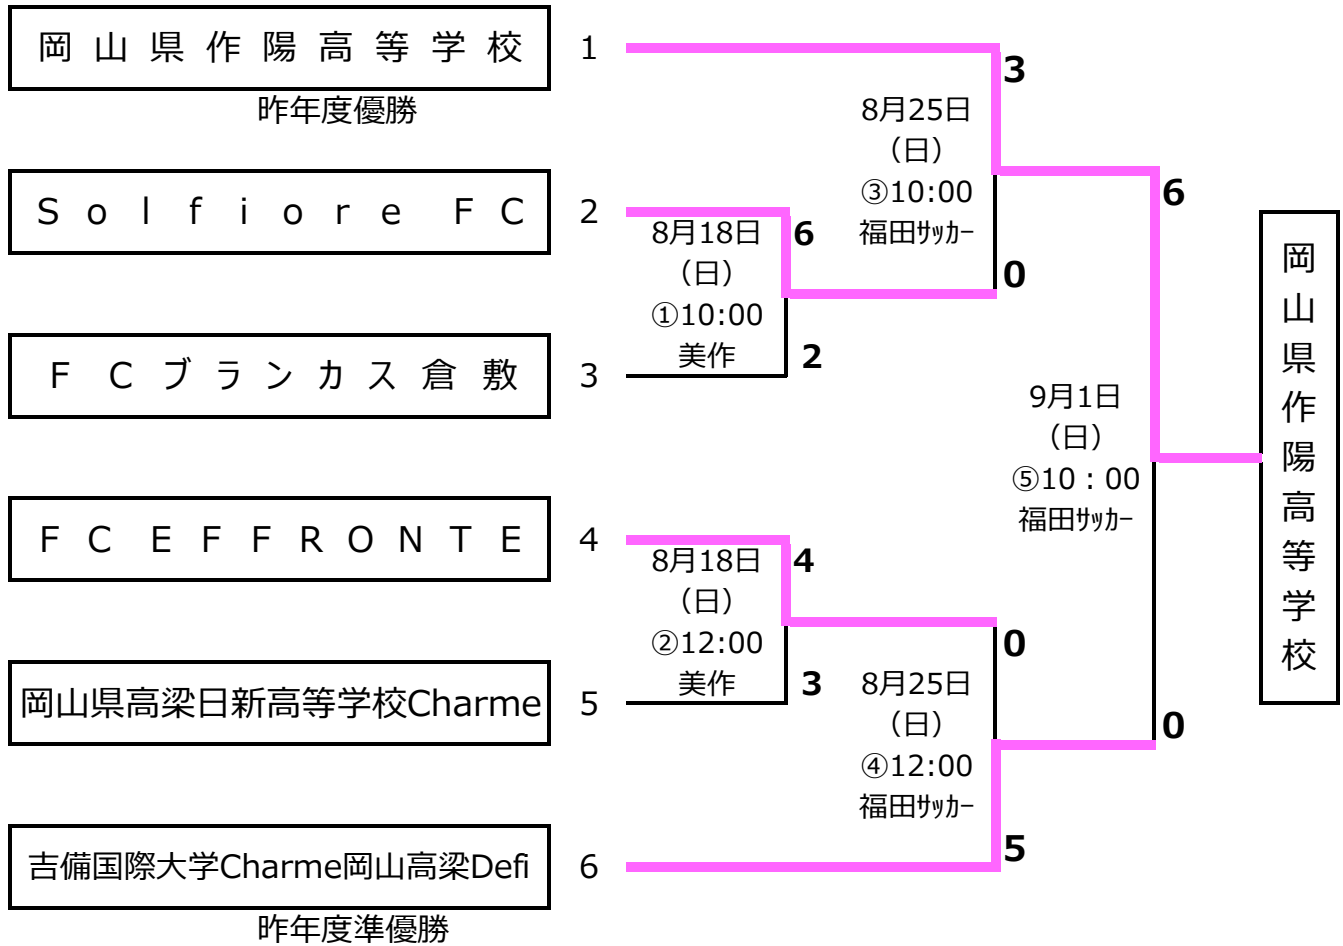 岡山県作陽高等学校
1
昨年度優勝
3
8月25日
（日）
③10:00
福田ｻｯｶｰ
Solfiore FC
2
6
8月18日
（日）
①10:00
美作
6
0
FCブランカス倉敷
3
2
9月1日
（日）
⑤10：00
福田ｻｯｶｰ
岡山県作陽高等学校
FC EFFRONTE
4
8月18日
（日）
②12:00
美作
4
0
岡山県高梁日新高等学校Charme
5
3
8月25日
（日）
④12:00
福田ｻｯｶｰ
0
吉備国際大学Charme岡山高梁Defi
6
5
昨年度準優勝